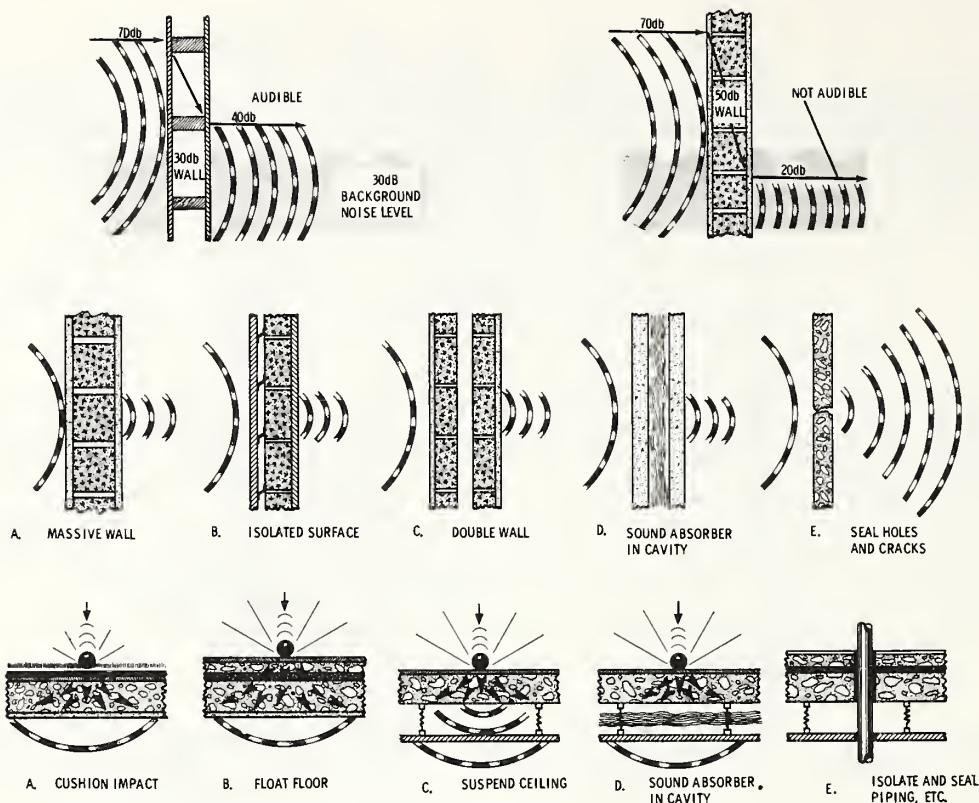 70db
AUDIBLE
40db
30db
WALL
30dB
BACKGROUND
NOISE LEVEL
70db
50db
WALL
NOT AUDIBLE
20db
A. MASSIVE WALL
B. ISOLATED SURFACE
C. DOUBLE WALL
D. SOUND ABSORBER
IN CAVITY
E. SEAL HOLES
AND CRACKS
A. CUSHION IMPACT
B. FLOAT FLOOR
C. SUSPEND CEILING
D. SOUND ABSORBER
IN CAVITY
E. ISOLATE AND SEAL
PIPING, ETC.